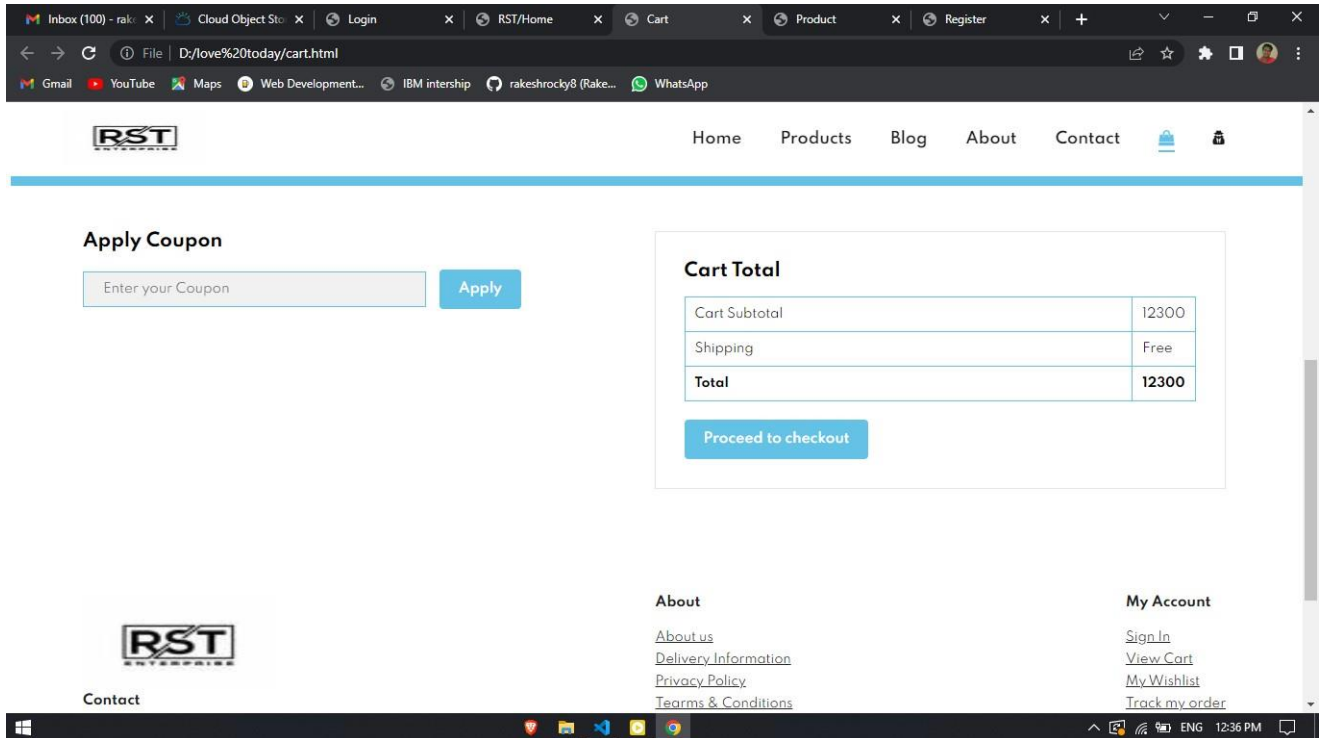 Inbox (100) - rak
Cloud Object Sto
Login
RST/Home
Cart
Product
Register
File | D:/love%20today/cart.html
Gmail
YouTube
Maps
Web Development...
IBM intership
rakeshrocky8 (Rake...
WhatsApp
RST
ENTERPRISE
Home
Products
Blog
About
Contact
Apply Coupon
Enter your Coupon
Apply
Cart Total
Cart Subtotal 12300
Shipping Free
Total 12300
Proceed to checkout
RST
ENTERPRISE
Contact
About
About us
Delivery Information
Privacy Policy
Tearms & Conditions
My Account
Sign In
View Cart
My Wishlist
Track my order
ENG 12:36 PM